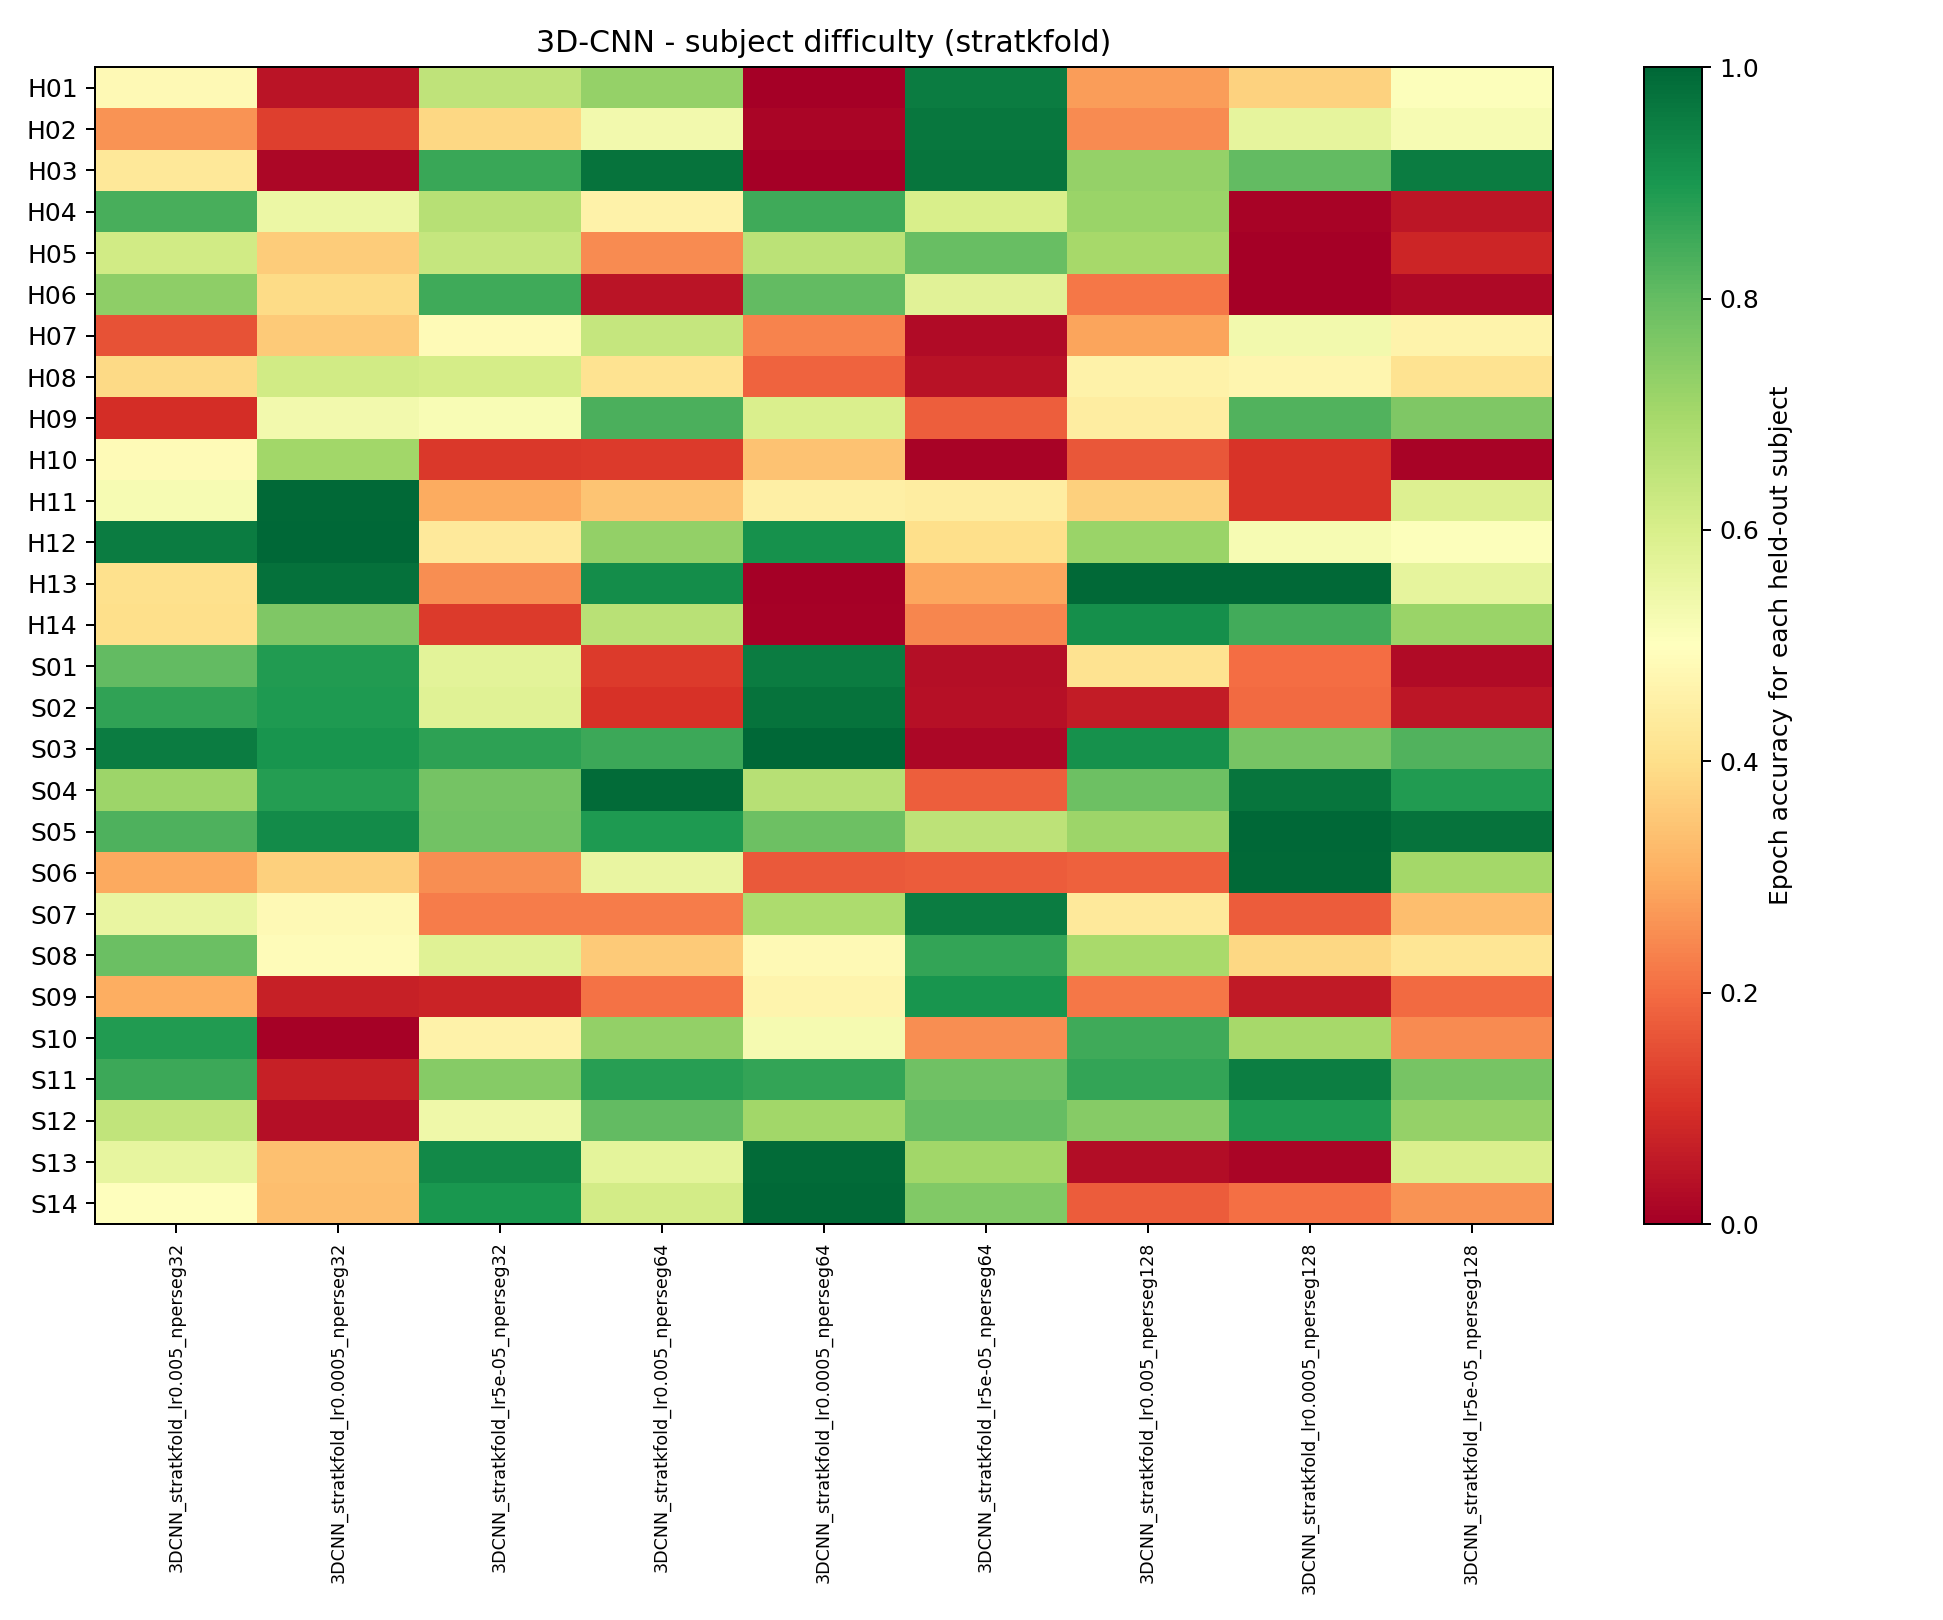 3D-CNN - subject difficulty (stratkfold)
H01
H02
H03
H04
H05
H06
H07
H08
H09
H10
H11
H12
H13
H14
S01
S02
S03
S04
S05
S06
S07
S08
S09
S10
S11
S12
S13
S14
3DCNN_stratkfold_lr0.005_nperseg32
3DCNN_stratkfold_lr0.0005_nperseg32
3DCNN_stratkfold_lr5e-05_nperseg32
3DCNN_stratkfold_lr0.005_nperseg64
3DCNN_stratkfold_lr0.0005_nperseg64
3DCNN_stratkfold_lr5e-05_nperseg64
3DCNN_stratkfold_lr0.005_nperseg128
3DCNN_stratkfold_lr0.0005_nperseg128
3DCNN_stratkfold_lr5e-05_nperseg128
1.0
0.8
0.6
0.4
0.2
0.0
Epoch accuracy for each held-out subject